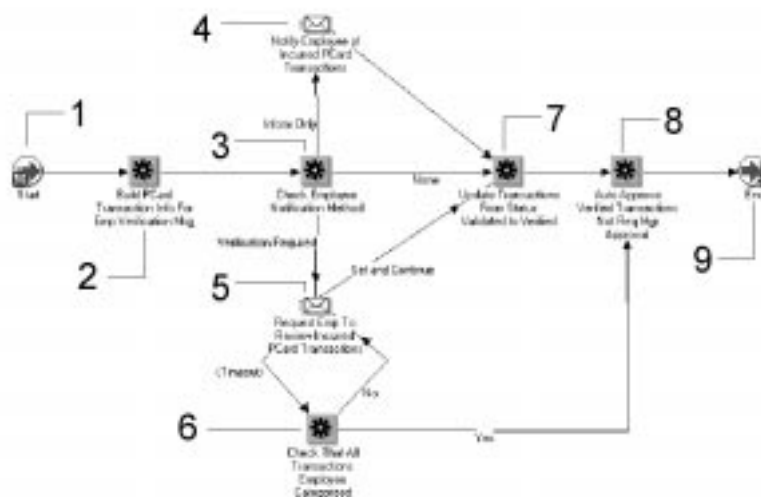 4
Notify Employee of
Incurred PCard
Transactions
1
3
7
8
Inform Only
Start
Build PCard
Transaction Info For
Emp Verification Msg
Check Employee
Notification Method
None
Update Transactions
From Status
Validated to Verified
Auto Approve
Verified Transactions
Not Req Mgr
Approval
End
2
Verification Required
9
5
Set and Continue
Request Emp To
Review Incurred
PCard Transactions
(Timeout)
No
6
Yes
Check That All
Transactions
Employee
Categorized